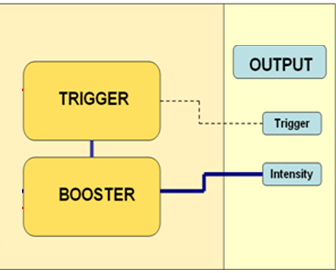 OUTPUT
TRIGGER
Trigger
BOOSTER
Intensity